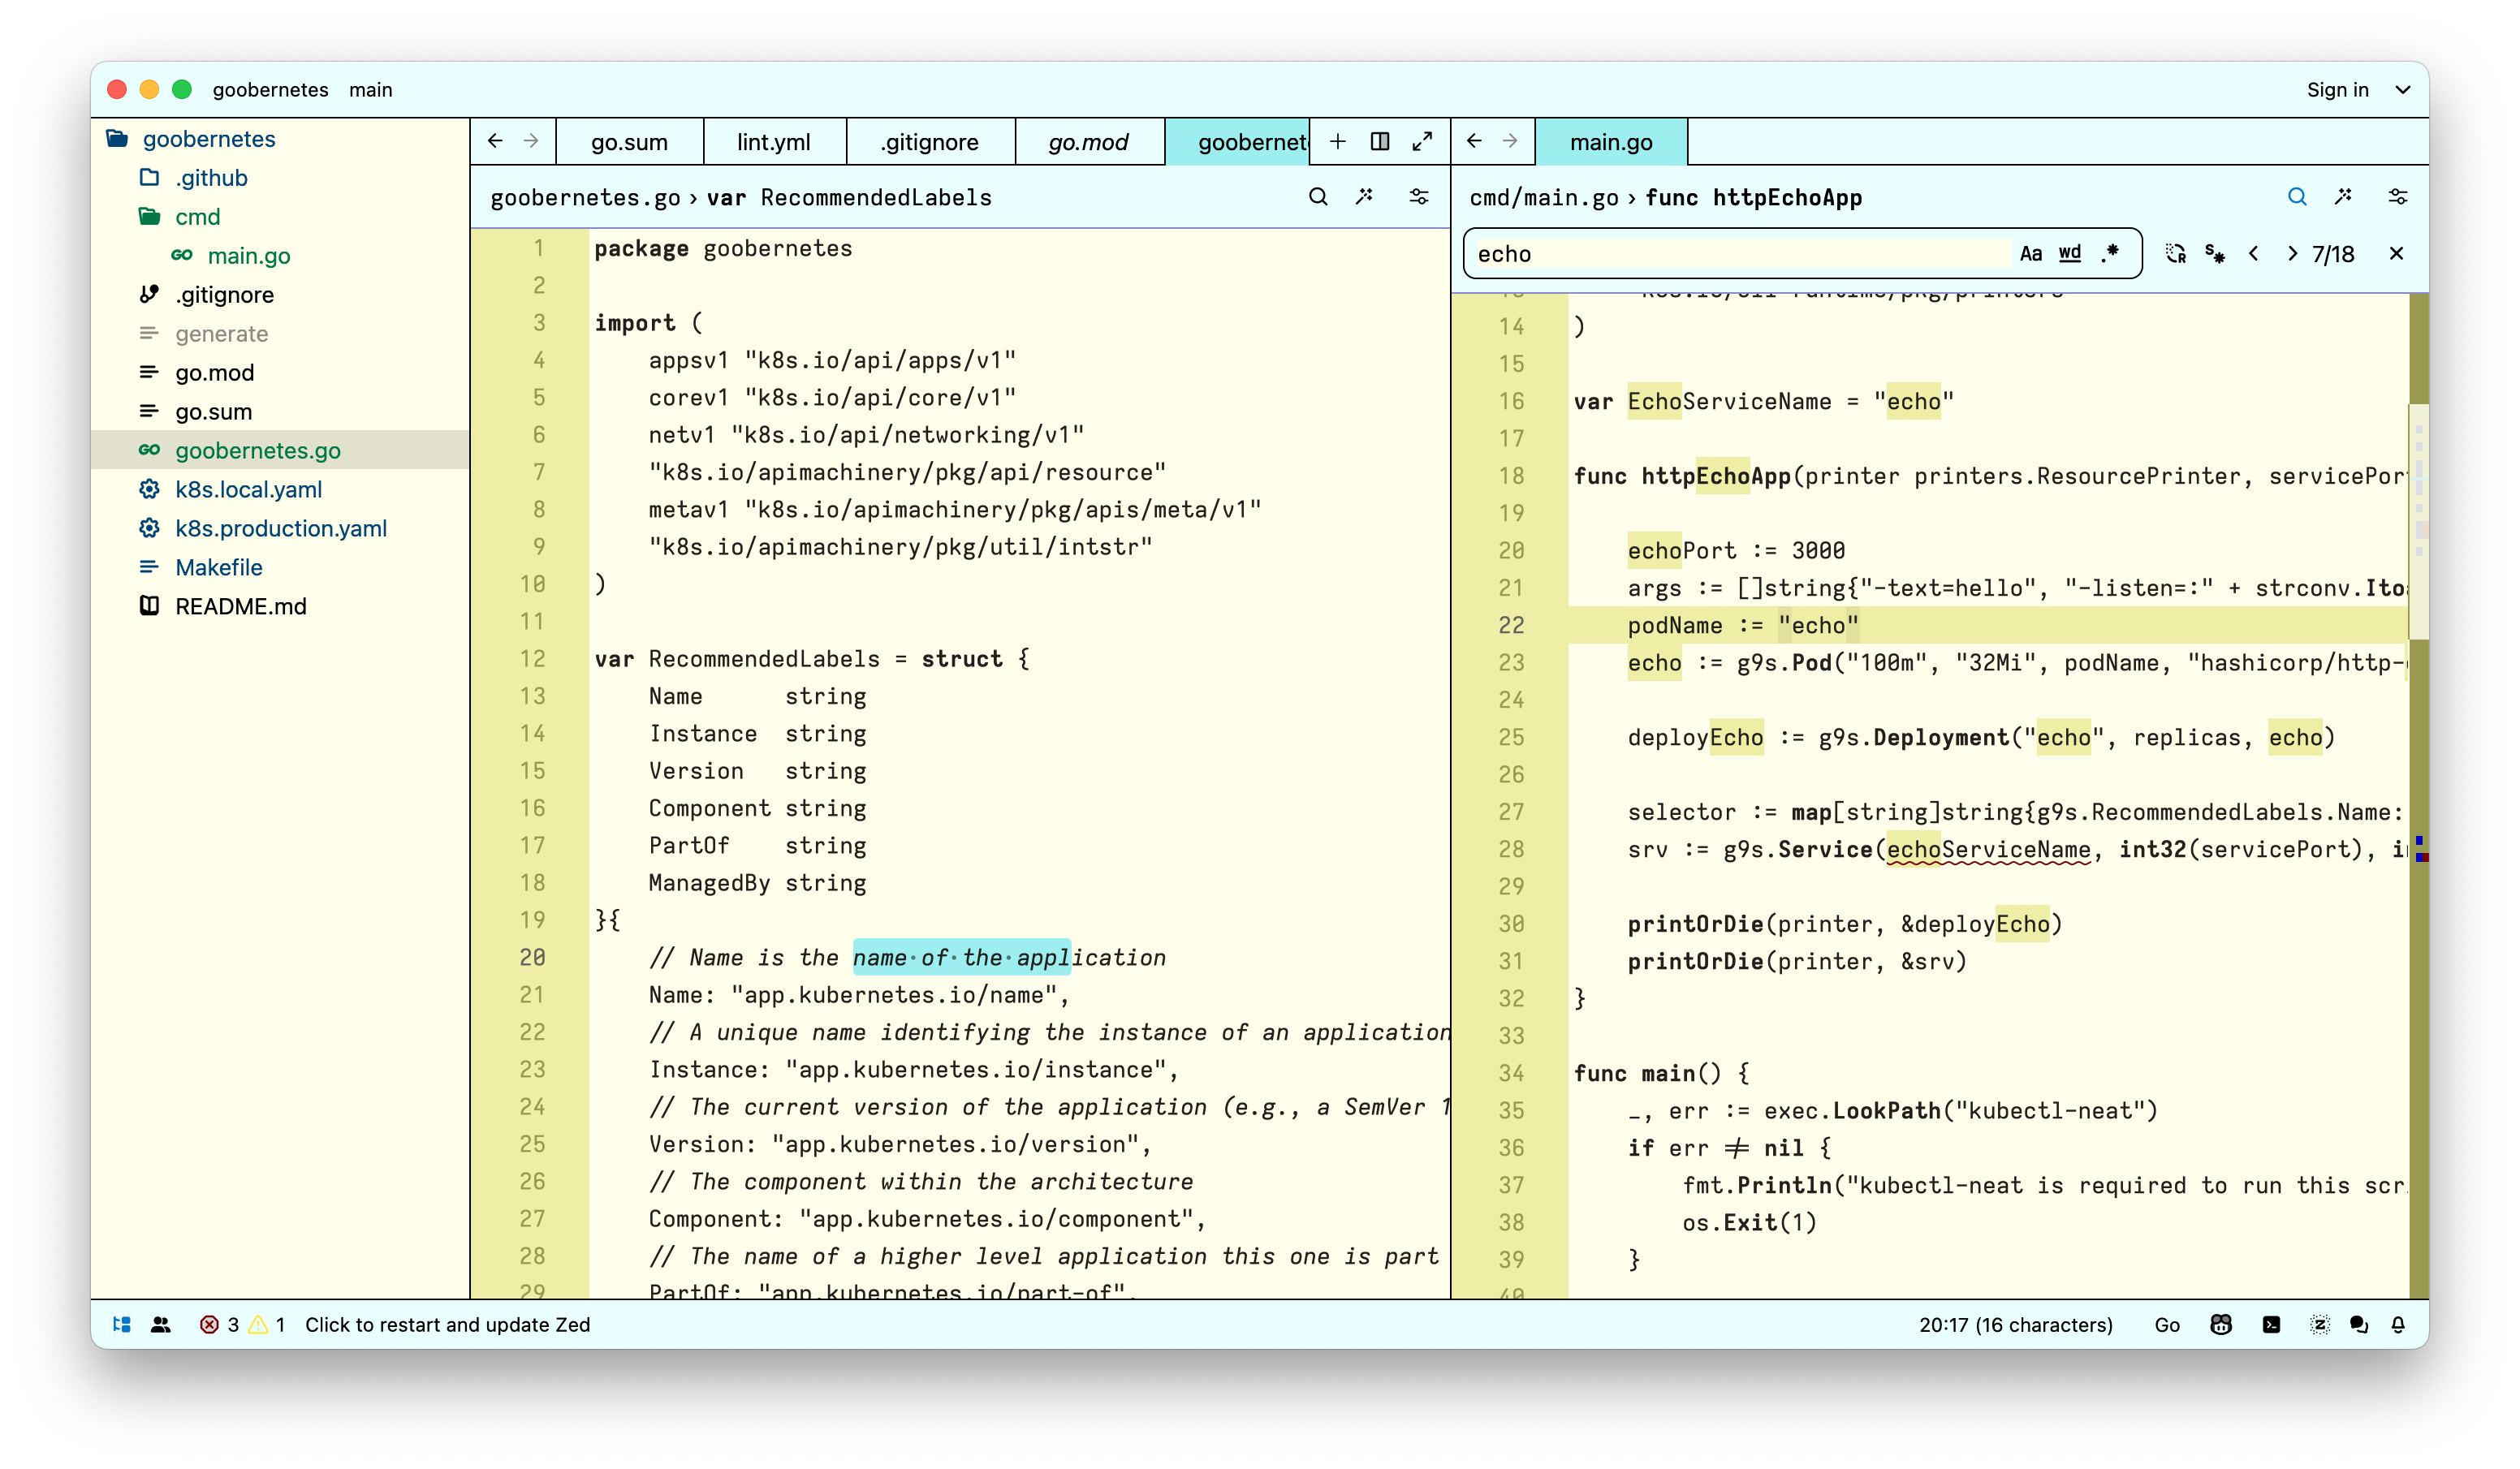 goobernetes main
Sign in
goobernetes
.github
cmd
main.go
.gitignore
generate
go.mod
go.sum
goobernetes.go
k8s.local.yaml
k8s.production.yaml
Makefile
README.md
go.sum lint.yml .gitignore go.mod goobernet
goobernetes.go › var RecommendedLabels
1 package goobernetes
2
3 import (
4 appsv1 "k8s.io/api/apps/v1"
5 corev1 "k8s.io/api/core/v1"
6 netv1 "k8s.io/api/networking/v1"
7 "k8s.io/apimachinery/pkg/api/resource"
8 metav1 "k8s.io/apimachinery/pkg/apis/meta/v1"
9 "k8s.io/apimachinery/pkg/util/intstr"
10 )
11
12 var RecommendedLabels = struct {
13 Name string
14 Instance string
15 Version string
16 Component string
17 PartOf string
18 ManagedBy string
19 }{
20 // Name is the name·of·the·application
21 Name: "app.kubernetes.io/name",
22 // A unique name identifying the instance of an application
23 Instance: "app.kubernetes.io/instance",
24 // The current version of the application (e.g., a SemVer 1
25 Version: "app.kubernetes.io/version",
26 // The component within the architecture
27 Component: "app.kubernetes.io/component",
28 // The name of a higher level application this one is part
29 PartOf: "app.kubernetes.io/part-of",
main.go
cmd/main.go › func httpEchoApp
echo Aa wd .* 7/18
13 "k8s.io/cli-runtime/pkg/printers"
14 )
15
16 var EchoServiceName = "echo"
17
18 func httpEchoApp(printer printers.ResourcePrinter, servicePor
19
20 echoPort := 3000
21 args := []string{"-text=hello", "-listen=:" + strconv.Ito
22 podName := "echo"
23 echo := g9s.Pod("100m", "32Mi", podName, "hashicorp/http-
24
25 deployEcho := g9s.Deployment("echo", replicas, echo)
26
27 selector := map[string]string{g9s.RecommendedLabels.Name:
28 srv := g9s.Service(echoServiceName, int32(servicePort), i
29
30 printOrDie(printer, &deployEcho)
31 printOrDie(printer, &srv)
32 }
33
34 func main() {
35 _, err := exec.LookPath("kubectl-neat")
36 if err ≠ nil {
37 fmt.Println("kubectl-neat is required to run this scr
38 os.Exit(1)
39 }
40
3 1 Click to restart and update Zed
20:17 (16 characters) Go